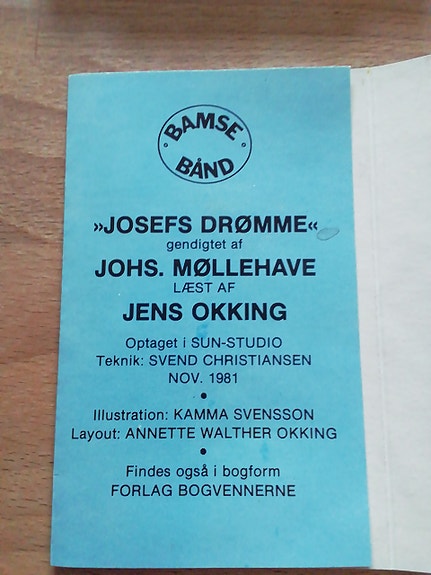 BAMSE
BÅND
»JOSEFS DRØMME«
gendigtet af
JOHS. MØLLEHAVE
LÆST AF
JENS OKKING
Optaget i SUN-STUDIO
Teknik: SVEND CHRISTIANSEN
NOV. 1981
●
Illustration: KAMMA SVENSSON
Layout: ANNETTE WALTHER OKKING
●
Findes også i bogform
FORLAG BOGVENNERNE